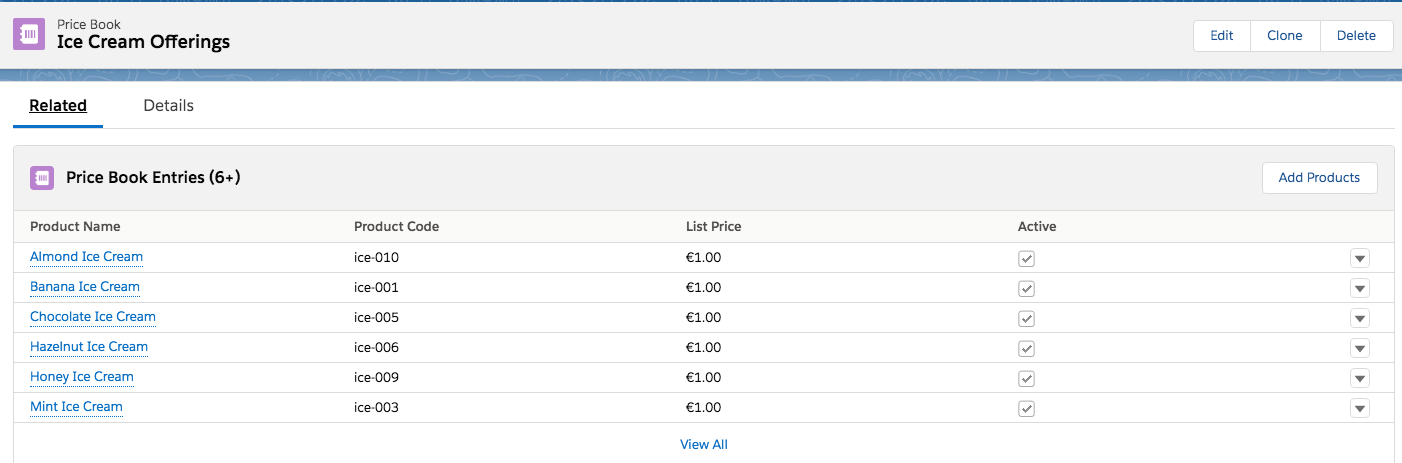 Price Book
Ice Cream Offerings
Edit Clone Delete
Related Details
Price Book Entries (6+)
Add Products
Product Name Product Code List Price Active
Almond Ice Cream ice-010 €1.00
Banana Ice Cream ice-001 €1.00
Chocolate Ice Cream ice-005 €1.00
Hazelnut Ice Cream ice-006 €1.00
Honey Ice Cream ice-009 €1.00
Mint Ice Cream ice-003 €1.00
View All